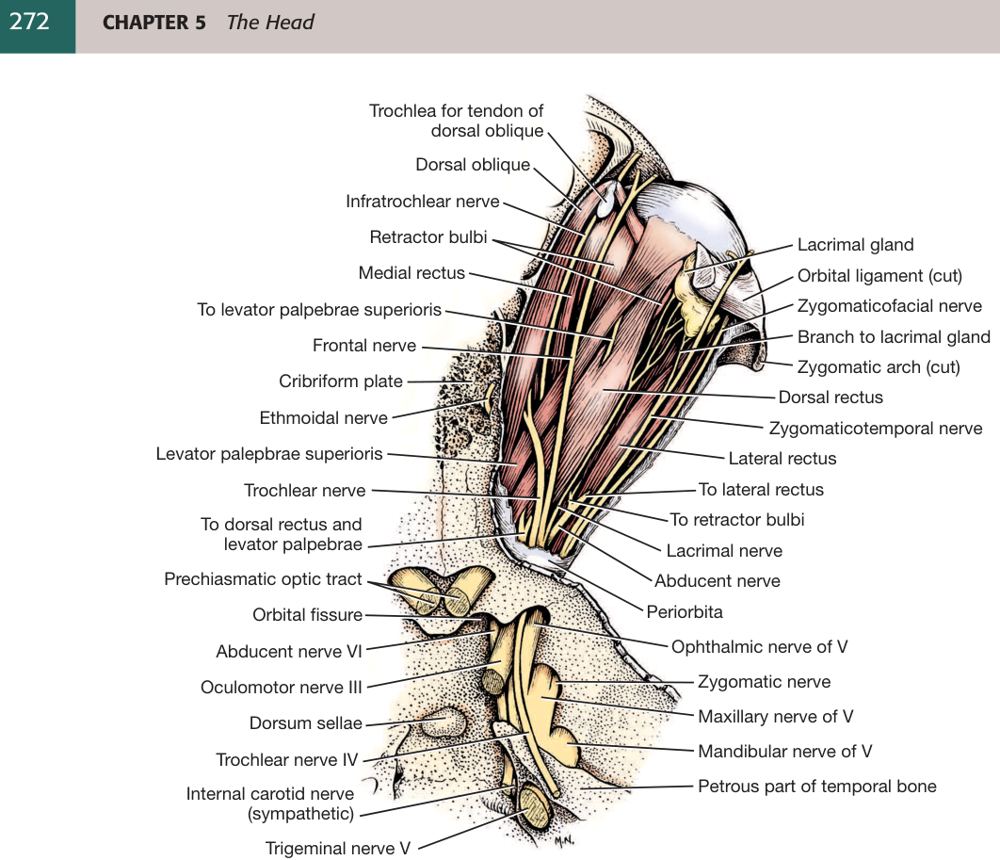 272 CHAPTER 5 The Head
Trochlea for tendon of
dorsal oblique
Dorsal oblique
Infratrochlear nerve
Retractor bulbi
Medial rectus
To levator palpebrae superioris
Frontal nerve
Cribriform plate
Ethmoidal nerve
Levator palepbrae superioris
Trochlear nerve
To dorsal rectus and
levator palpebrae
Prechiasmatic optic tract
Orbital fissure
Abducent nerve VI
Oculomotor nerve III
Dorsum sellae
Trochlear nerve IV
Internal carotid nerve
(sympathetic)
Trigeminal nerve V
Lacrimal gland
Orbital ligament (cut)
Zygomaticofacial nerve
Branch to lacrimal gland
Zygomatic arch (cut)
Dorsal rectus
Zygomaticotemporal nerve
Lateral rectus
To lateral rectus
To retractor bulbi
Lacrimal nerve
Abducent nerve
Periorbita
Ophthalmic nerve of V
Zygomatic nerve
Maxillary nerve of V
Mandibular nerve of V
Petrous part of temporal bone
M.N.